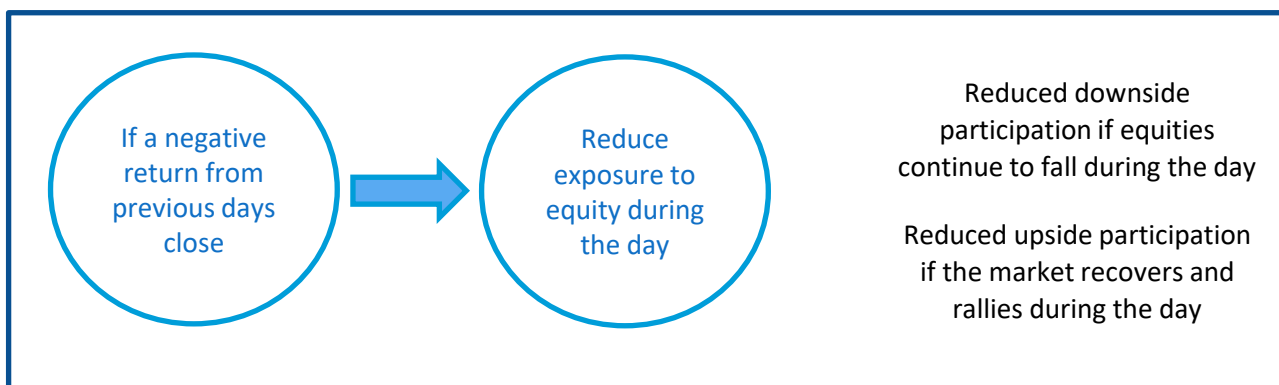 If a negative
return from
previous days
close
Reduce
exposure to
equity during
the day
Reduced downside
participation if equities
continue to fall during the day
Reduced upside participation
if the market recovers and
rallies during the day